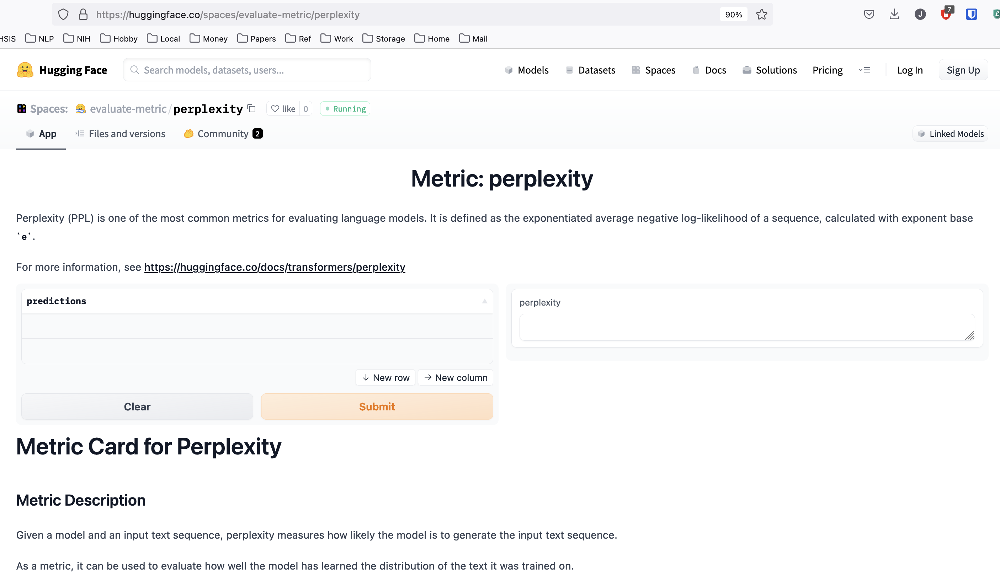 https://huggingface.co/spaces/evaluate-metric/perplexity 90% J 7
HSIS NLP NIH Hobby Local Money Papers Ref Work Storage Home Mail
Hugging Face Search models, datasets, users... Models Datasets Spaces Docs Solutions Pricing Log In Sign Up
Spaces: evaluate-metric/perplexity like 0 Running
App Files and versions Community 2 Linked Models
Metric: perplexity
Perplexity (PPL) is one of the most common metrics for evaluating language models. It is defined as the exponentiated average negative log-likelihood of a sequence, calculated with exponent base
`e`.
For more information, see https://huggingface.co/docs/transformers/perplexity
predictions
perplexity
New row New column
Clear Submit
Metric Card for Perplexity
Metric Description
Given a model and an input text sequence, perplexity measures how likely the model is to generate the input text sequence.
As a metric, it can be used to evaluate how well the model has learned the distribution of the text it was trained on.